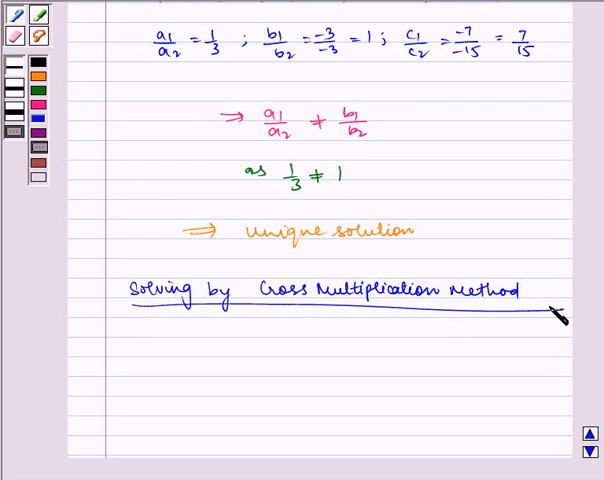 a1/a2 = 1/3 ; b1/b2 = -3/-3 = 1 ; c1/c2 = -7/-15 = 7/15
⇒ a1/a2 ≠ b1/b2
as 1/3 ≠ 1
⇒ unique solution
Solving by Cross Multiplication Method